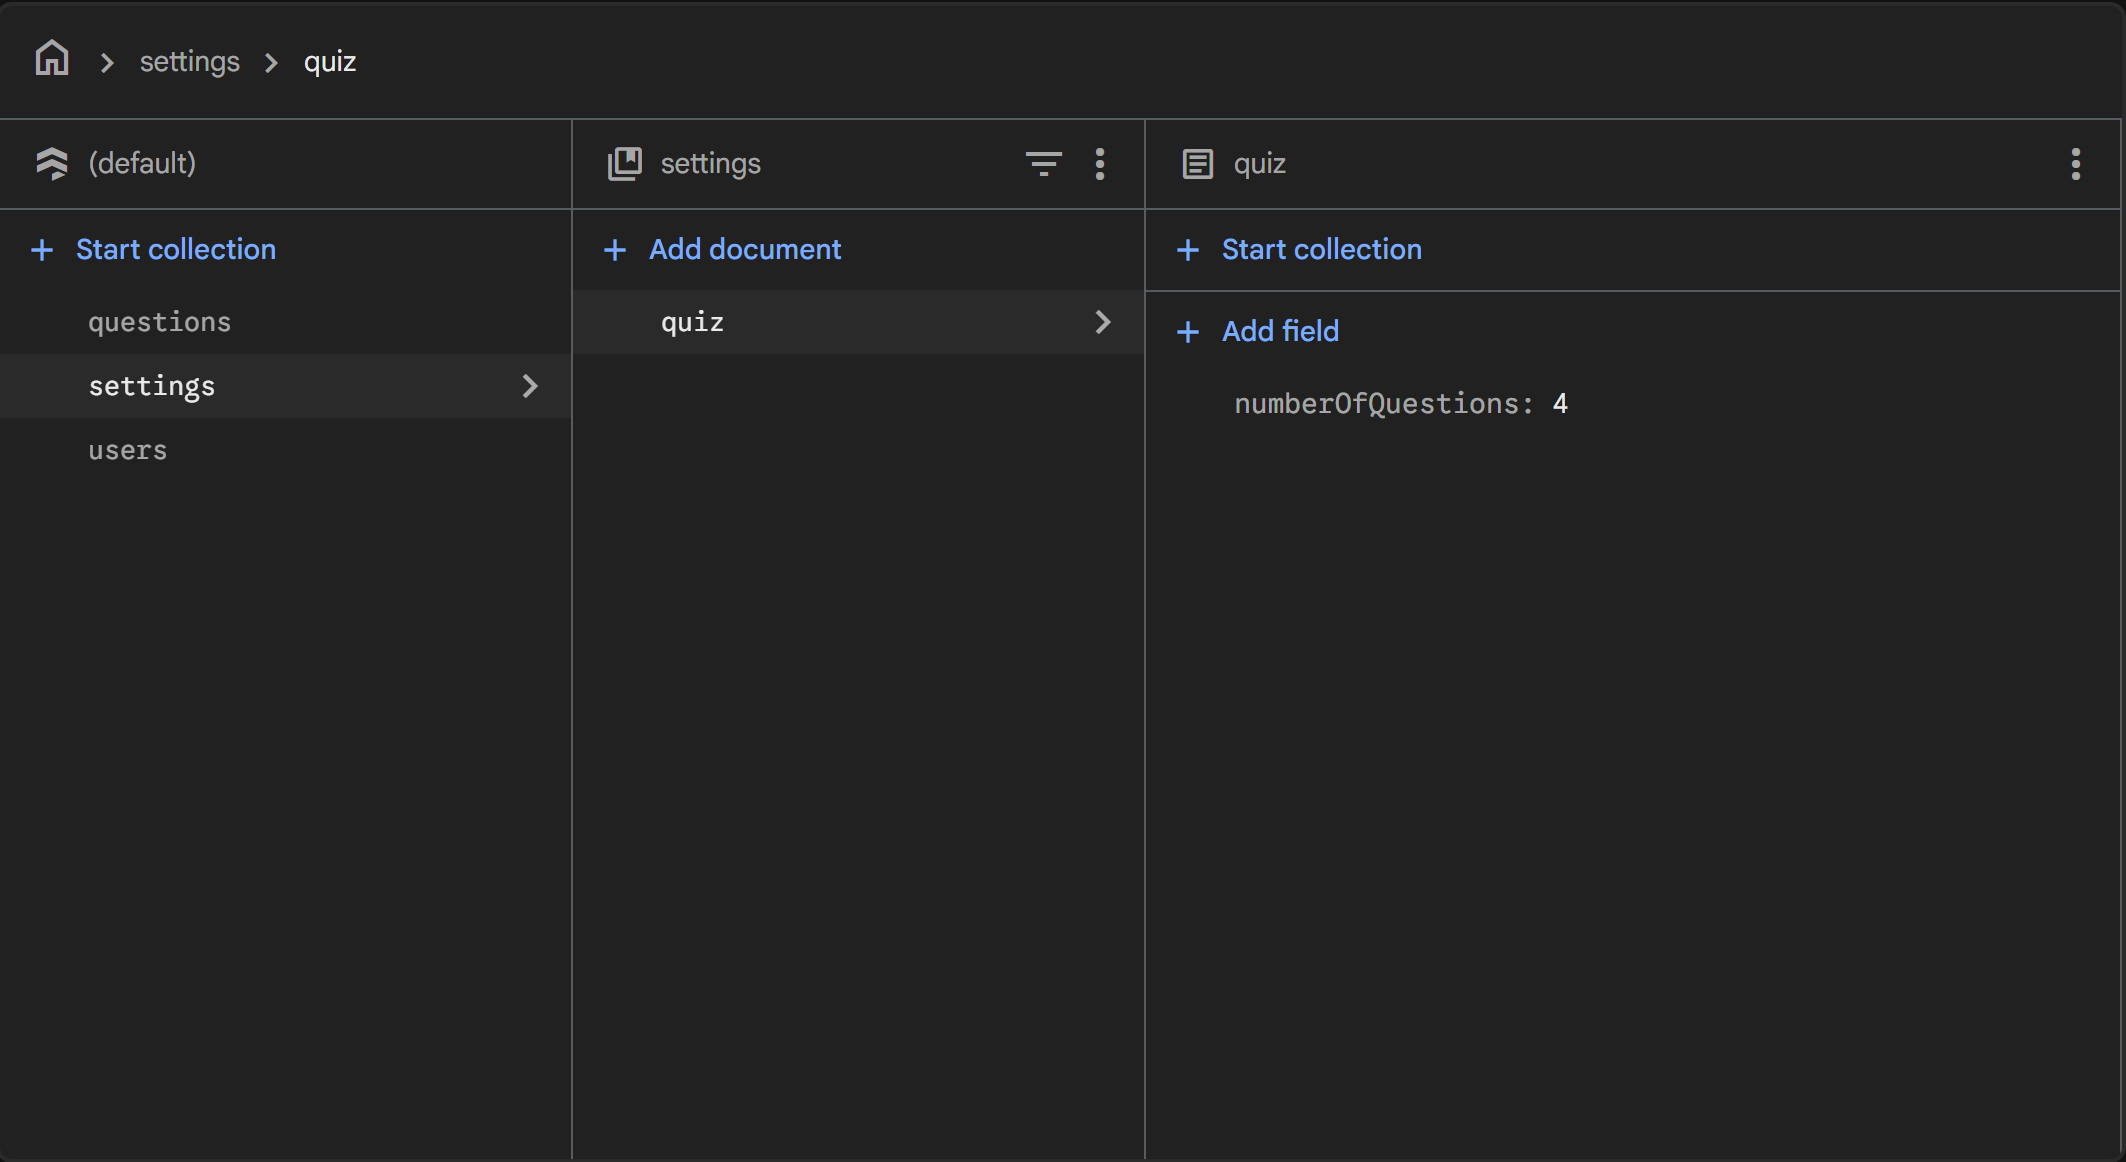 settings quiz
(default)
Start collection
questions
settings
users
settings
Add document
quiz
quiz
Start collection
Add field
numberOfQuestions: 4